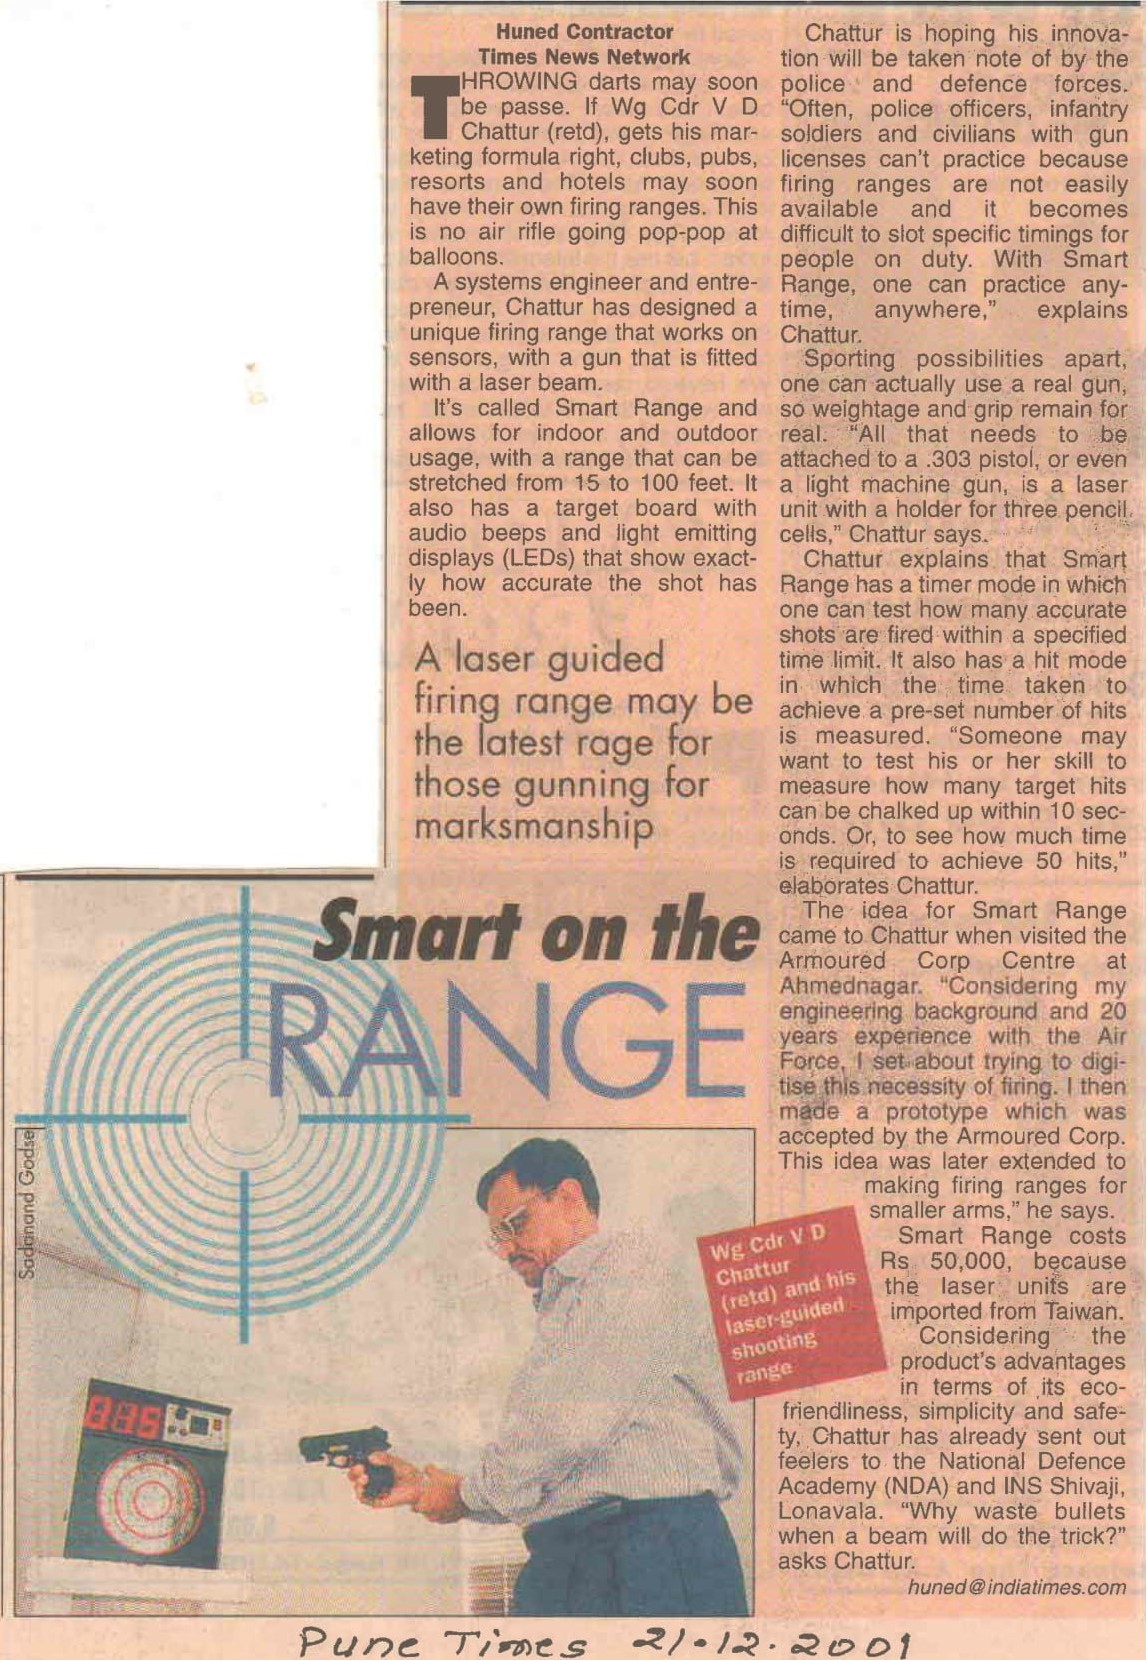 Huned Contractor
Times News Network
THROWING darts may soon
be passe. If Wg Cdr V D
Chattur (retd), gets his mar-
keting formula right, clubs, pubs,
resorts and hotels may soon
have their own firing ranges. This
is no air rifle going pop-pop at
balloons.
A systems engineer and entre-
preneur, Chattur has designed a
unique firing range that works on
sensors, with a gun that is fitted
with a laser beam.
It's called Smart Range and
allows for indoor and outdoor
usage, with a range that can be
stretched from 15 to 100 feet. It
also has a target board with
audio beeps and light emitting
displays (LEDs) that show exact-
ly how accurate the shot has
been.
A laser guided
firing range may be
the latest rage for
those gunning for
marksmanship
Smart on the
RANGE
Sadanand Godse
Wg Cdr V D
Chattur
(retd) and his
laser-guided
shooting
range
Chattur is hoping his innova-
tion will be taken note of by the
police and defence forces.
“Often, police officers, infantry
soldiers and civilians with gun
licenses can't practice because
firing ranges are not easily
available and it becomes
difficult to slot specific timings for
people on duty. With Smart
Range, one can practice any-
time, anywhere,” explains
Chattur.
Sporting possibilities apart,
one can actually use a real gun,
so weightage and grip remain for
real. “All that needs to be
attached to a .303 pistol, or even
a light machine gun, is a laser
unit with a holder for three pencil
cells,” Chattur says.
Chattur explains that Smart
Range has a timer mode in which
one can test how many accurate
shots are fired within a specified
time limit. It also has a hit mode
in which the time taken to
achieve a pre-set number of hits
is measured. “Someone may
want to test his or her skill to
measure how many target hits
can be chalked up within 10 sec-
onds. Or, to see how much time
is required to achieve 50 hits,”
elaborates Chattur.
The idea for Smart Range
came to Chattur when visited the
Armoured Corp Centre at
Ahmednagar. “Considering my
engineering background and 20
years experience with the Air
Force, I set about trying to digi-
tise this necessity of firing. I then
made a prototype which was
accepted by the Armoured Corp.
This idea was later extended to
making firing ranges for
smaller arms,” he says.
Smart Range costs
Rs 50,000, because
the laser units are
imported from Taiwan.
Considering the
product's advantages
in terms of its eco-
friendliness, simplicity and safe-
ty, Chattur has already sent out
feelers to the National Defence
Academy (NDA) and INS Shivaji,
Lonavala. “Why waste bullets
when a beam will do the trick?”
asks Chattur.
huned@indiatimes.com
Pune Times 21.12.2001